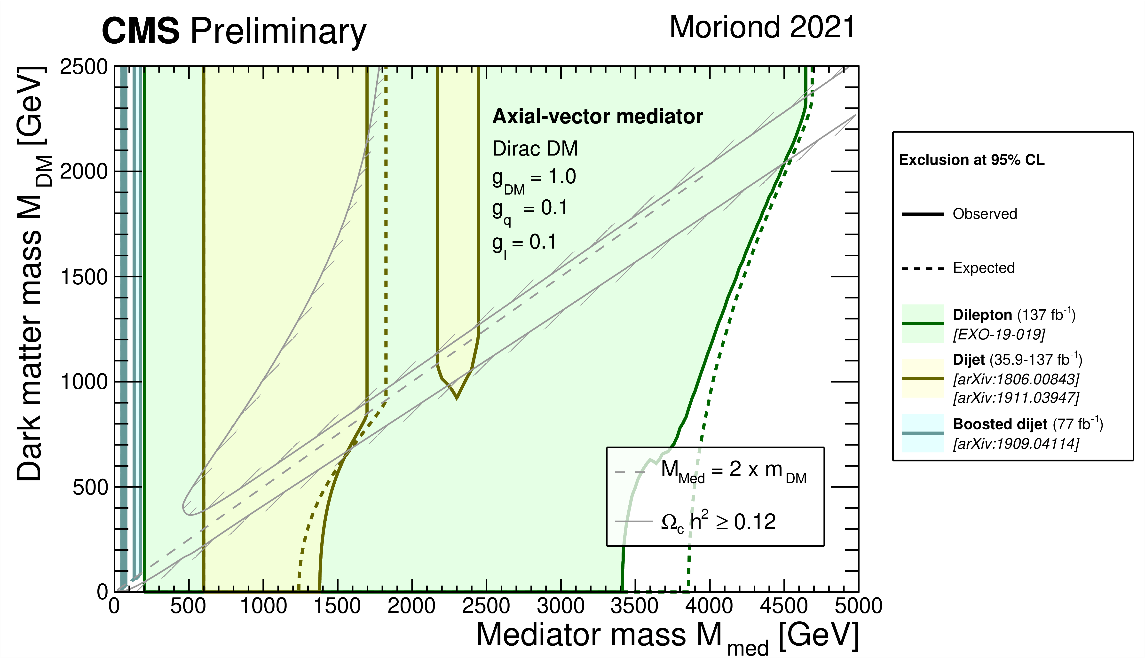 CMS Preliminary
Moriond 2021
Dark matter mass M_DM [GeV]
2500
2000
1500
1000
500
0
Axial-vector mediator
Dirac DM
g_DM = 1.0
g_q = 0.1
g_l = 0.1
M_Med = 2 x m_DM
Ω_c h² ≥ 0.12
0 500 1000 1500 2000 2500 3000 3500 4000 4500 5000
Mediator mass M_med [GeV]
Exclusion at 95% CL
Observed
Expected
Dilepton (137 fb⁻¹)
[EXO-19-019]
Dijet (35.9-137 fb⁻¹)
[arXiv:1806.00843]
[arXiv:1911.03947]
Boosted dijet (77 fb⁻¹)
[arXiv:1909.04114]